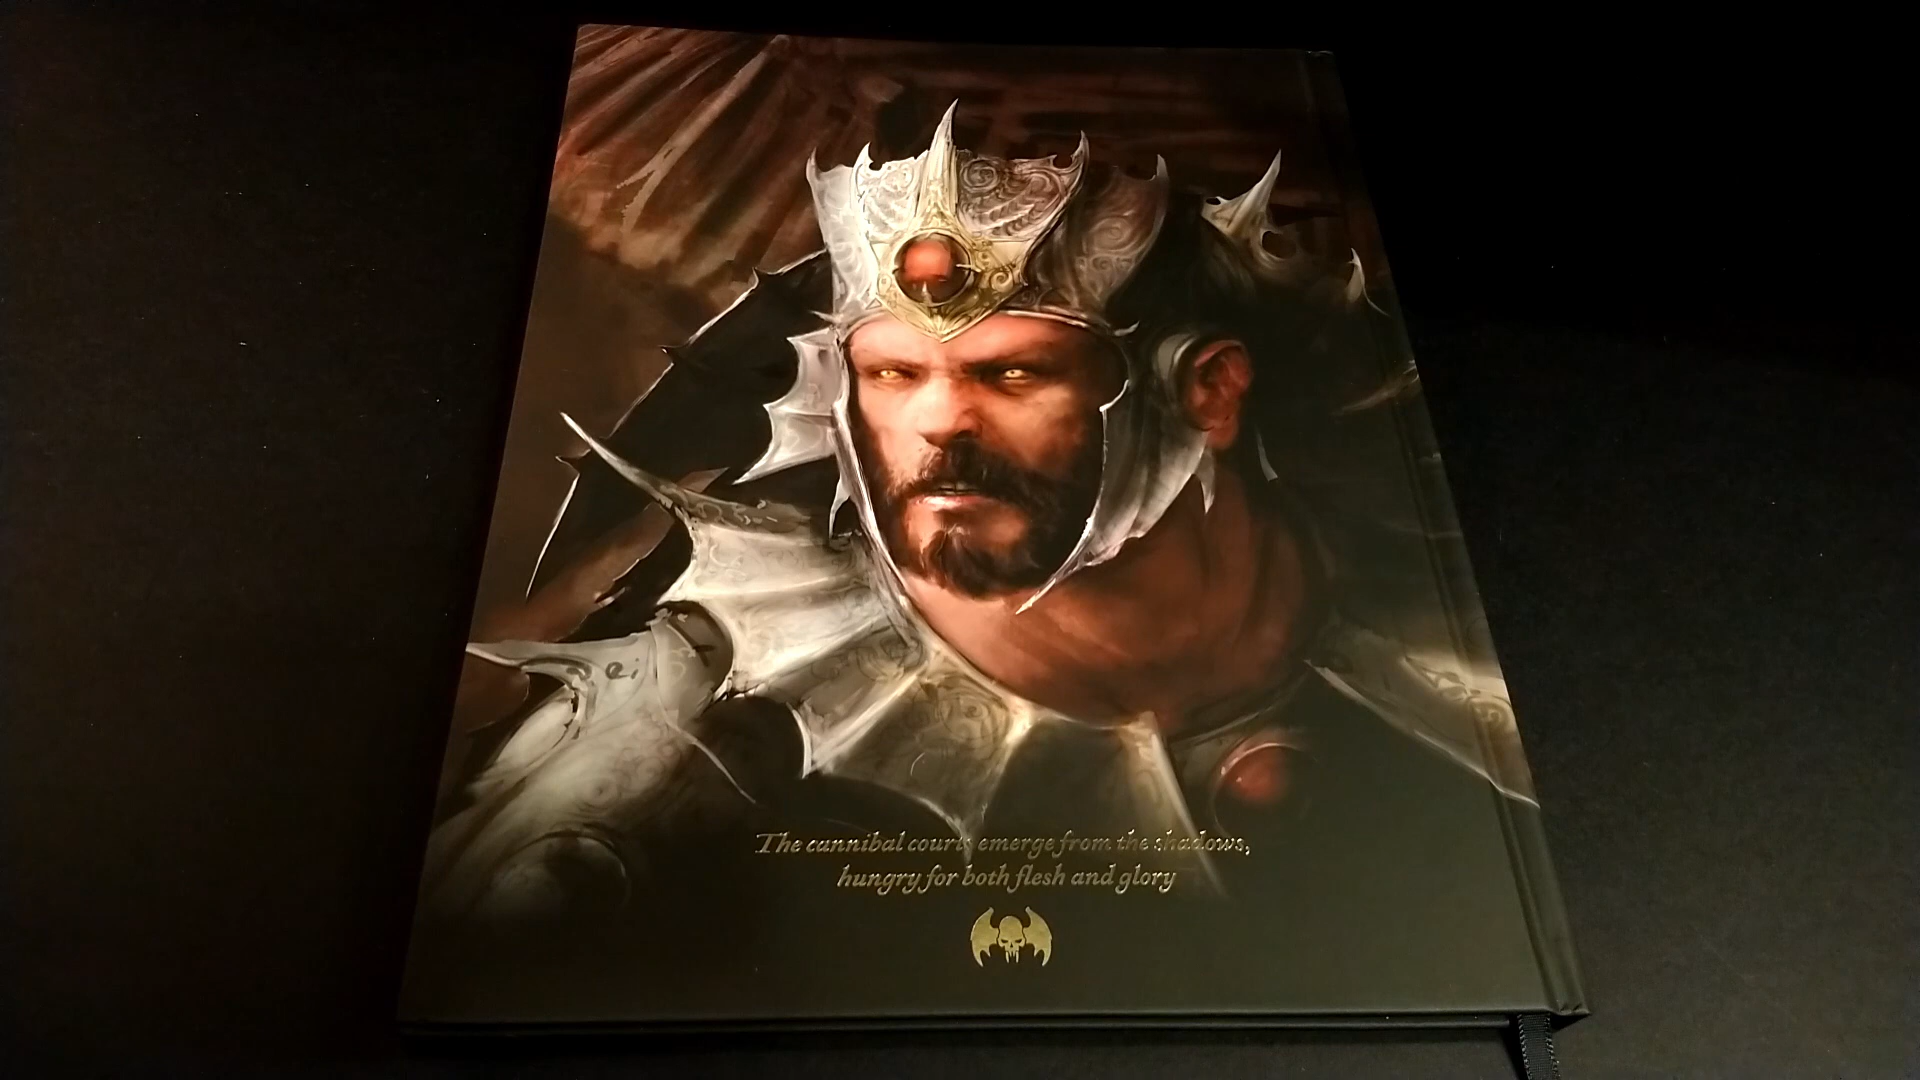 The cannibal courts emerge from the shadows,
hungry for both flesh and glory